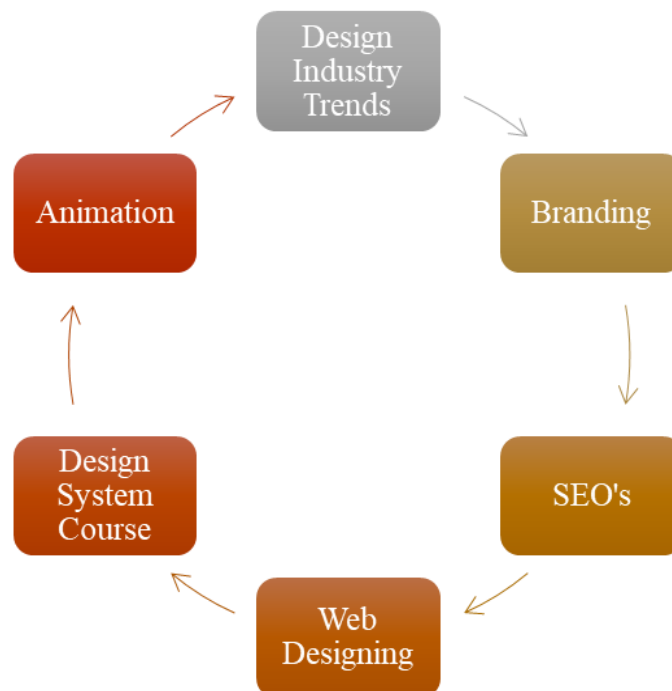 Design
Industry
Trends
Branding
SEO's
Web
Designing
Design
System
Course
Animation